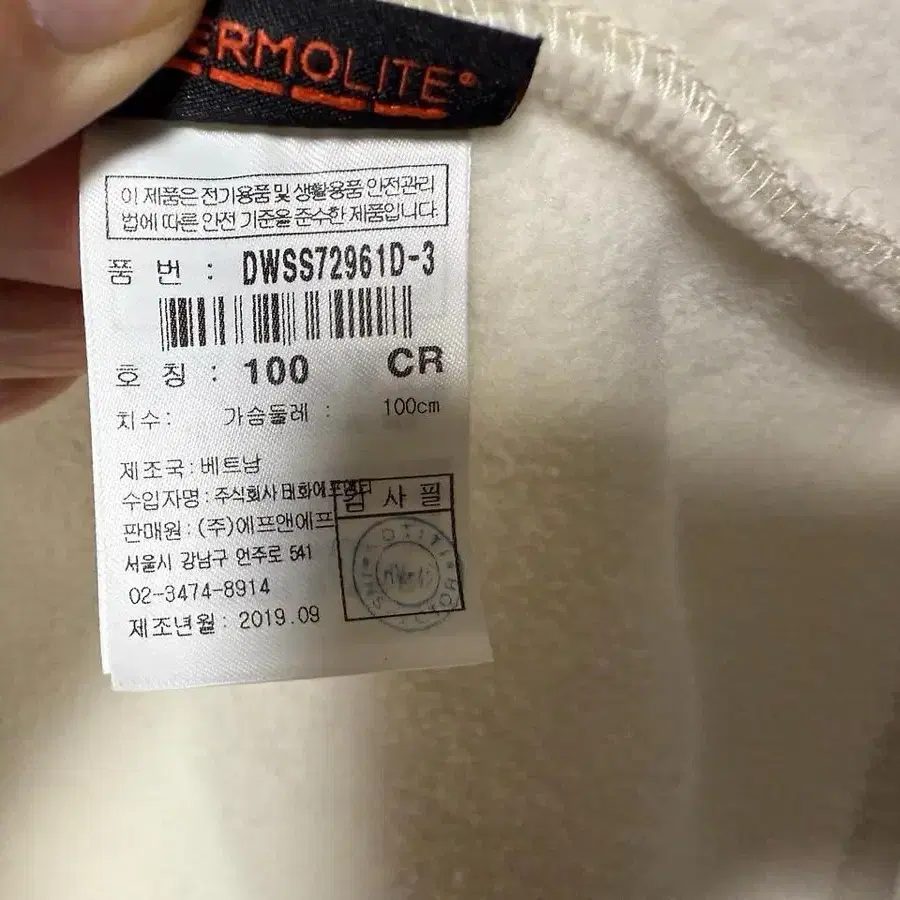 ERMOLITE®
이 제품은 전기용품 및 생활용품 안전관리
법에 따른 안전 기준을 준수한 제품입니다.
품 번 : DWSS72961D-3
호 칭 : 100 CR
치수 : 가슴둘레 : 100cm
제조국 : 베트남
수입자명 : 주식회사 태화에프앤디
검 사 필
판매원 : (주)에프앤에프
서울시 강남구 언주로 541
02-3474-8914
제조년월 : 2019.09